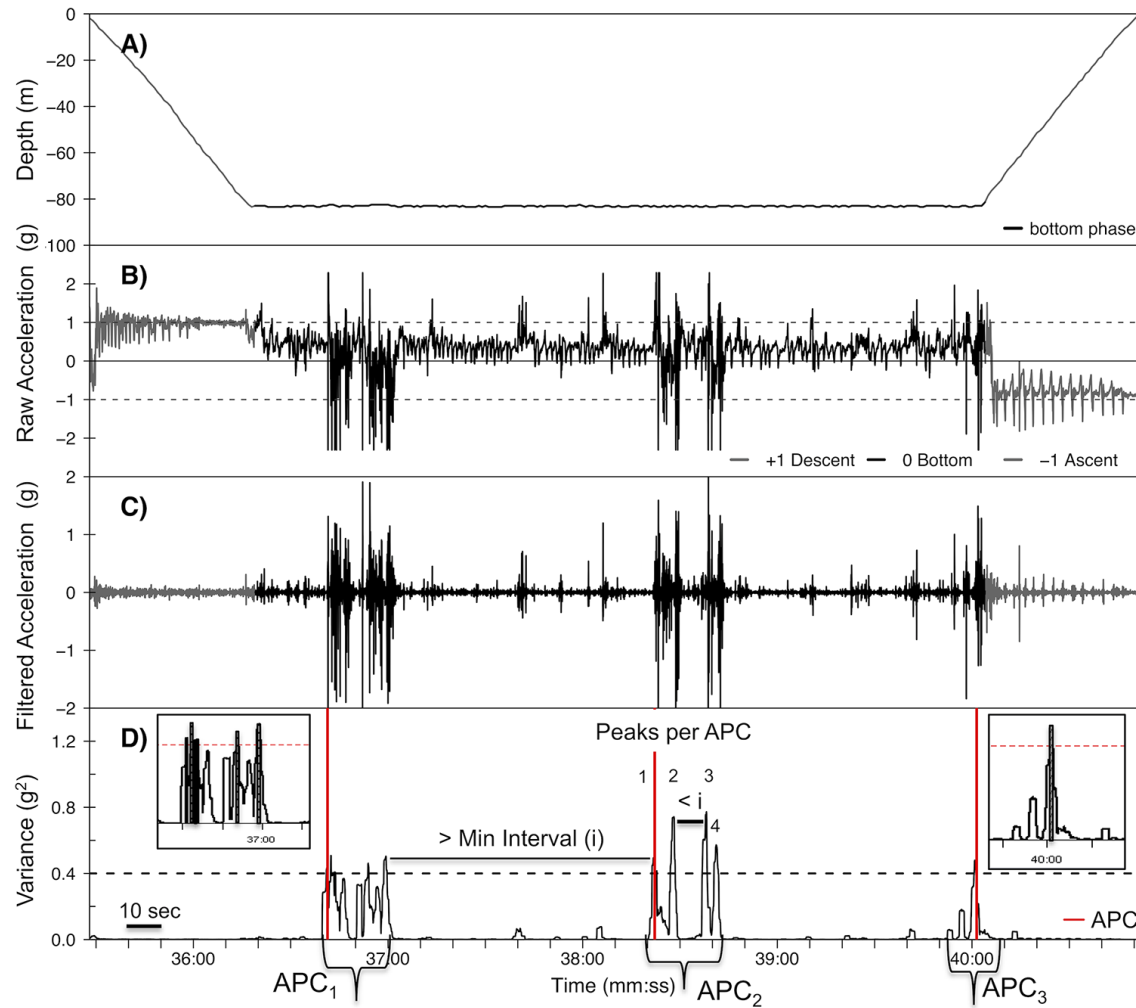 A)
Depth (m)
0
−20
−40
−60
−80
100
bottom phase
B)
Raw Acceleration (g)
2
1
0
−1
−2
+1 Descent 0 Bottom −1 Ascent
C)
Filtered Acceleration (g)
2
1
0
−1
−2
D)
Variance (g²)
1.2
0.8
0.4
0.0
37:00
Peaks per APC
1 2 3
< i
4
> Min Interval (i)
10 sec
40:00
APC
36:00 37:00 38:00 39:00 40:00
Time (mm:ss)
APC₁ APC₂ APC₃